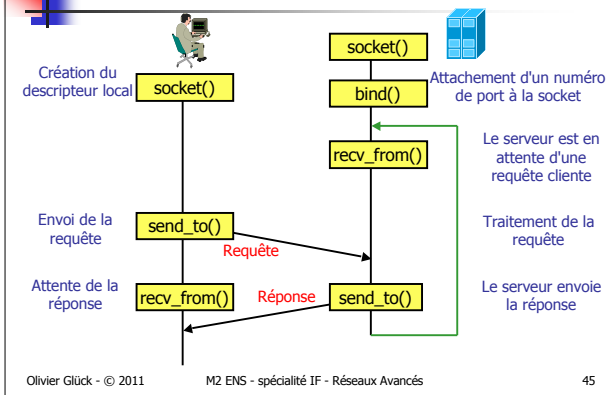 socket()
Création du
descripteur local
socket()
bind()
Attachement d'un numéro
de port à la socket
recv_from()
Le serveur est en
attente d'une
requête cliente
Envoi de la
requête
send_to()
Requête
Traitement de la
requête
Attente de la
réponse
recv_from()
Réponse
send_to()
Le serveur envoie
la réponse
Olivier Glück - © 2011
M2 ENS - spécialité IF - Réseaux Avancés
45